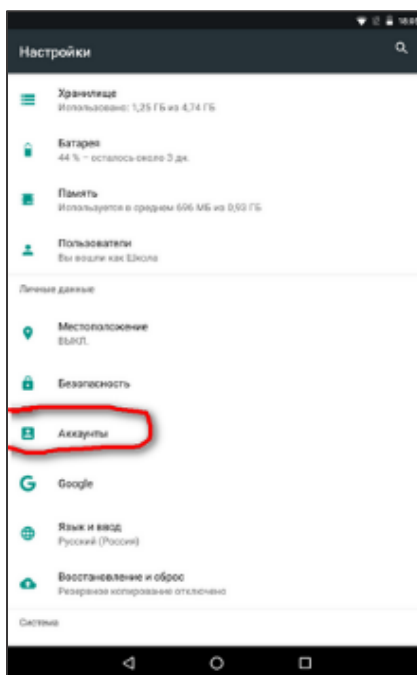 Настройки
Хранилище
Использовано: 1,25 ГБ из 4,74 ГБ
Батарея
44 % – осталось около 3 дн.
Память
Используется в среднем 696 МБ из 0,93 ГБ
Пользователи
Вы вошли как Школа
Личные данные
Местоположение
ВЫКЛ.
Безопасность
Аккаунты
Google
Язык и ввод
Русский (Россия)
Восстановление и сброс
Резервное копирование отключено
Система